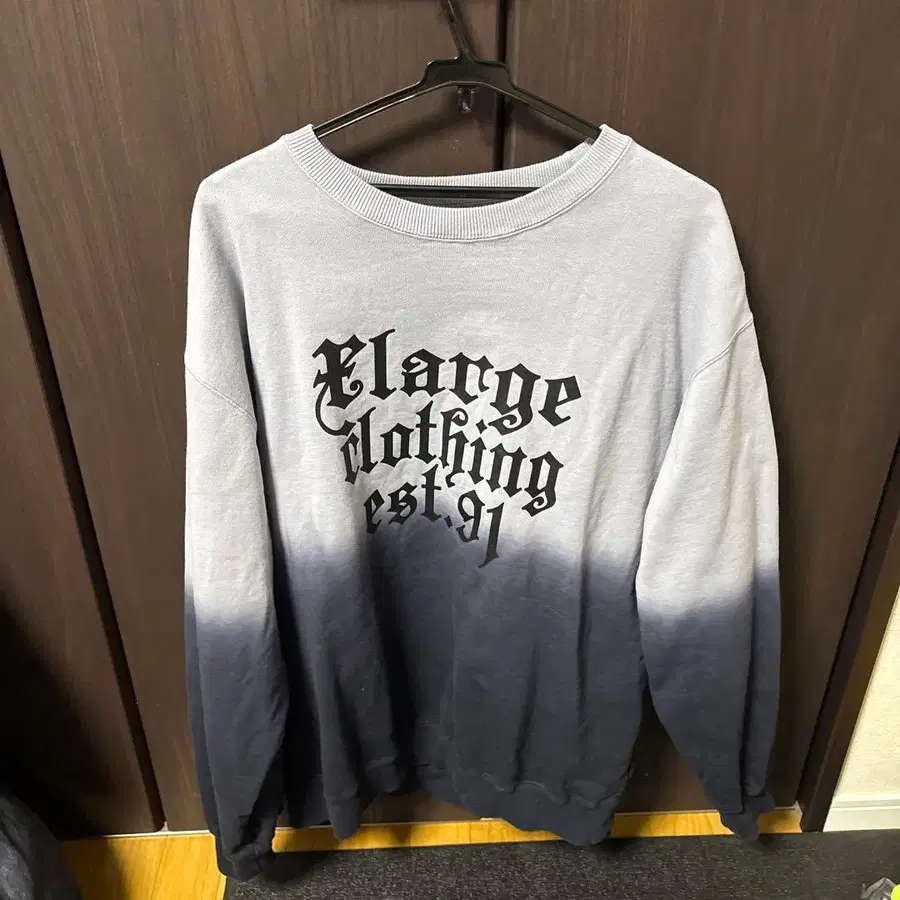 Xlarge
clothing
est. 91